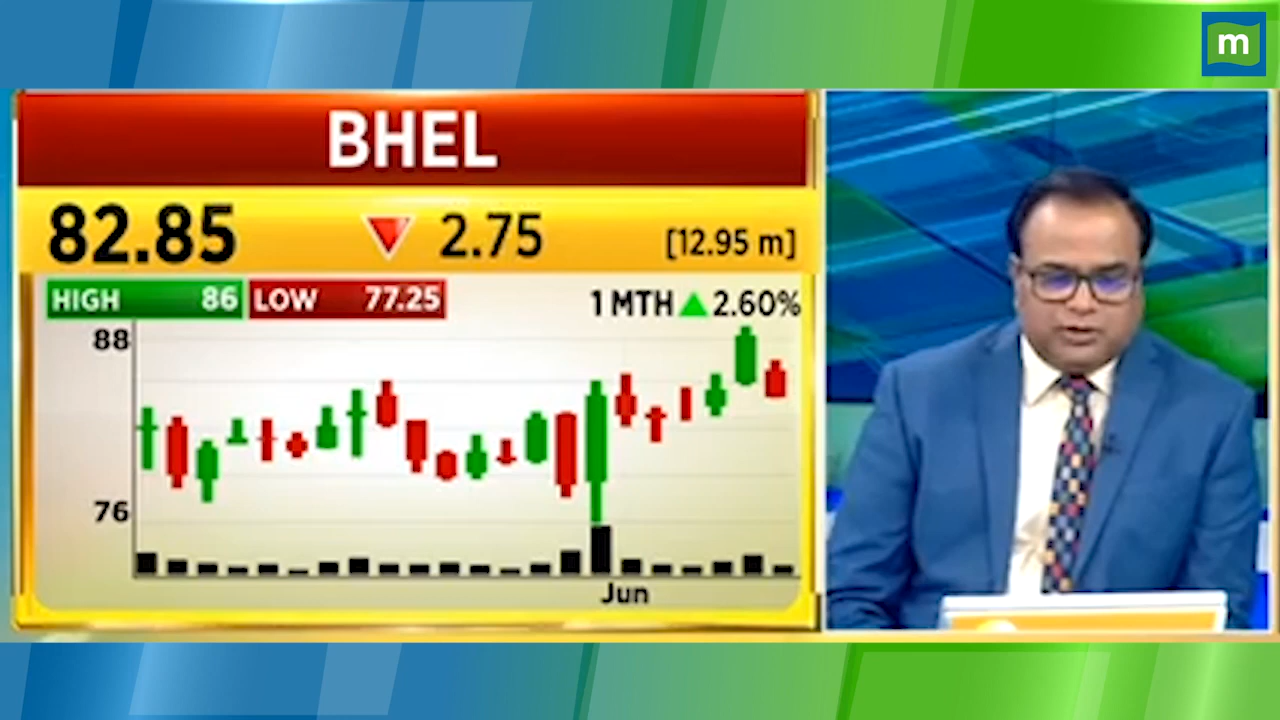 m
BHEL
82.85 ▼ 2.75 [12.95 m]
HIGH 86 LOW 77.25 1 MTH ▲ 2.60%
88
76
Jun